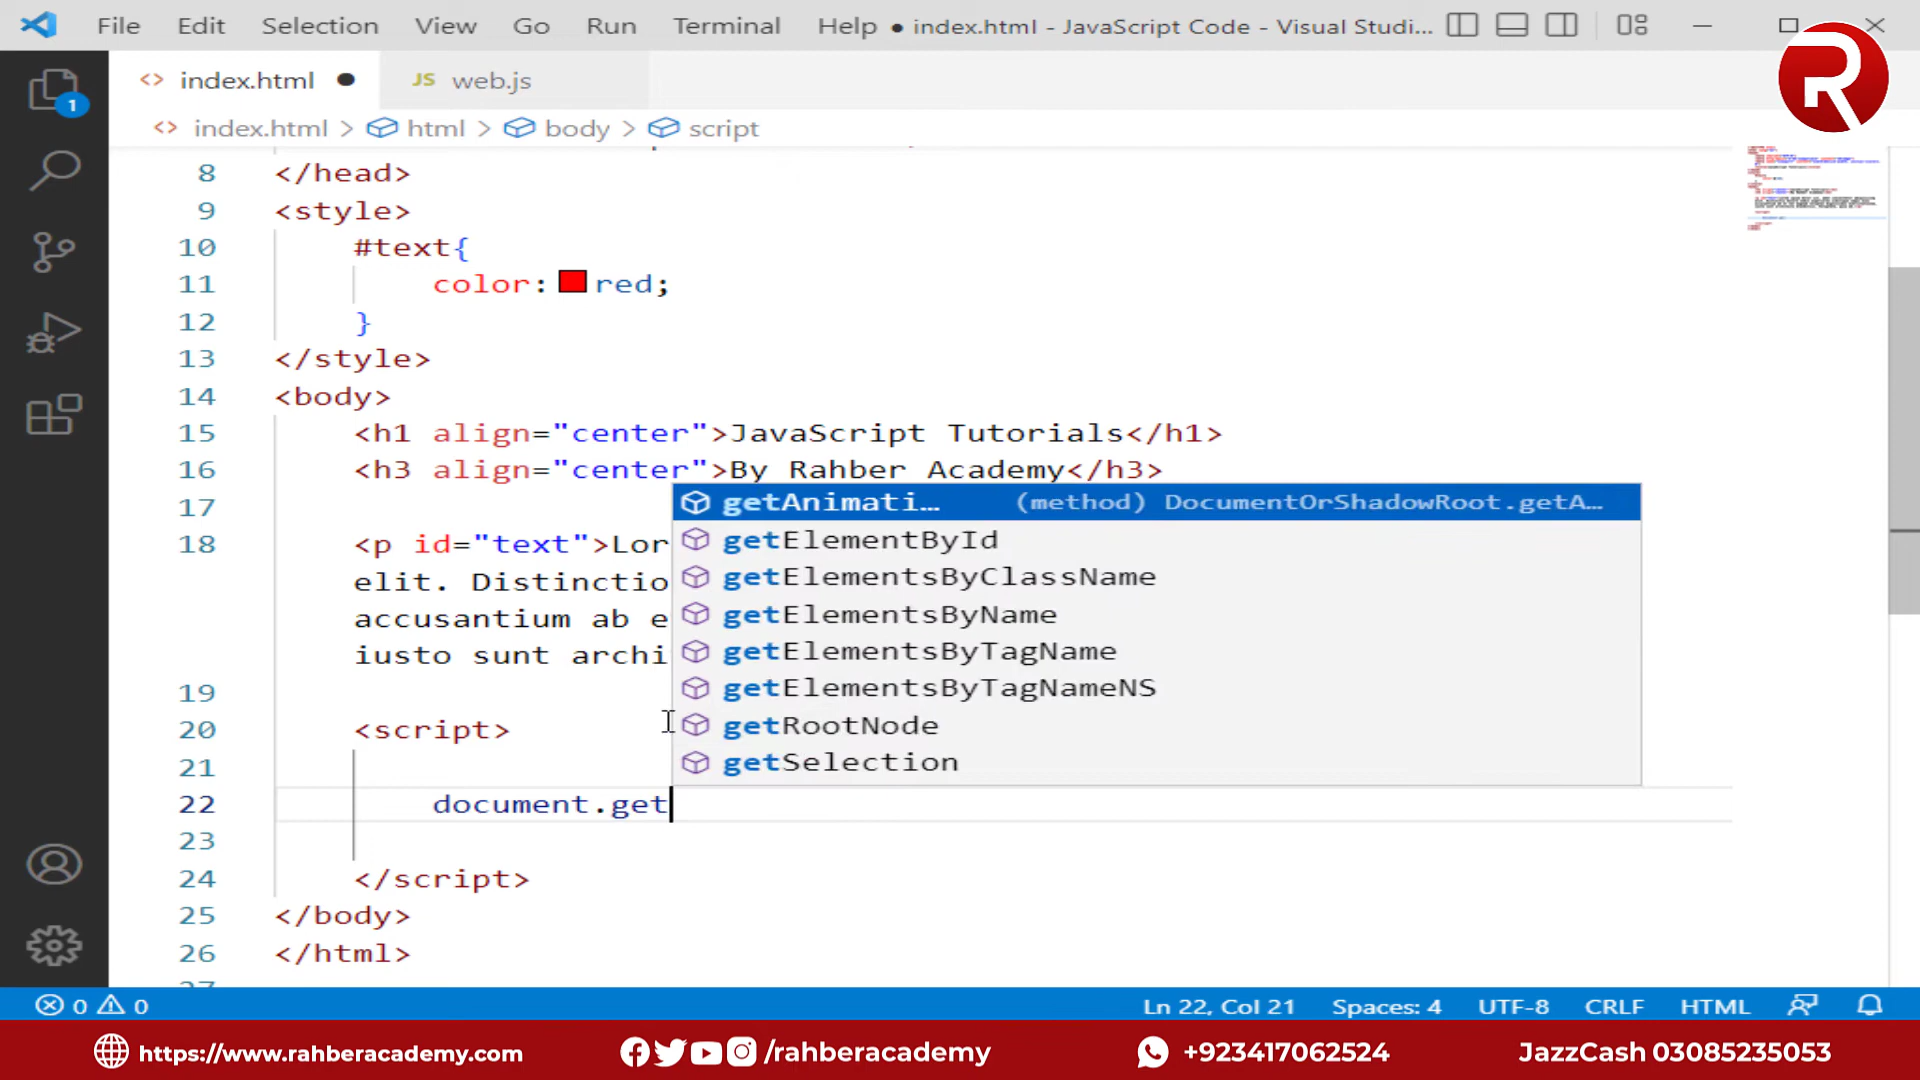 File Edit Selection View Go Run Terminal Help ● index.html - JavaScript Code - Visual Studi...
<> index.html ● JS web.js
<> index.html > html > body > script
1
8 </head>
9 <style>
10 #text{
11 color: red;
12 }
13 </style>
14 <body>
15 <h1 align="center">JavaScript Tutorials</h1>
16 <h3 align="center">By Rahber Academy</h3>
17
getAnimati... (method) DocumentOrShadowRoot.getA...
getElementById
getElementsByClassName
getElementsByName
getElementsByTagName
getElementsByTagNameNS
getRootNode
getSelection
18 <p id="text">Lor
elit. Distinctio
accusantium ab e
iusto sunt archi
19
20 <script>
21
22 document.get
23
24 </script>
25 </body>
26 </html>
0 0 Ln 22, Col 21 Spaces: 4 UTF-8 CRLF HTML
https://www.rahberacademy.com /rahberacademy +923417062524 JazzCash 03085235053
R